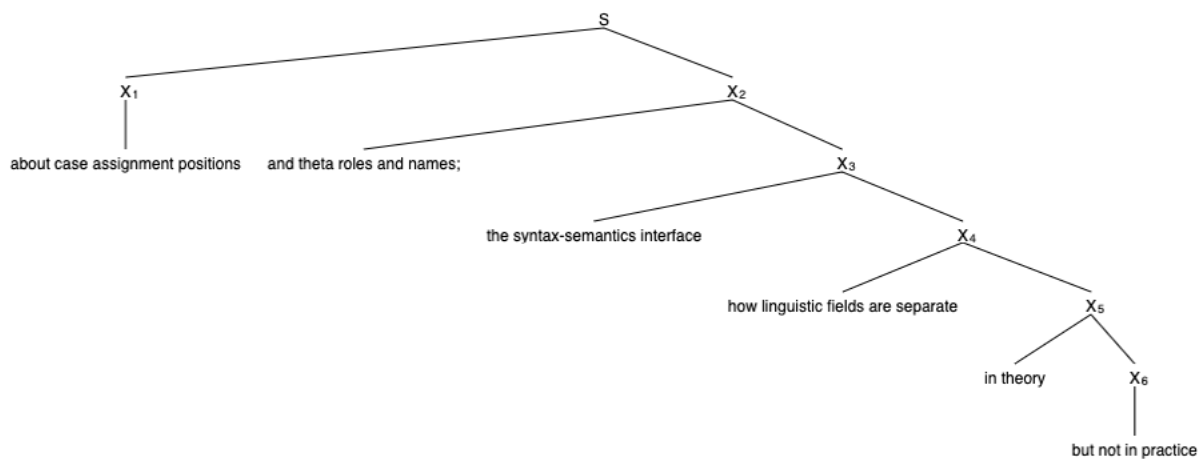 S
X₁
X₂
about case assignment positions
and theta roles and names;
X₃
the syntax-semantics interface
X₄
how linguistic fields are separate
X₅
in theory
X₆
but not in practice